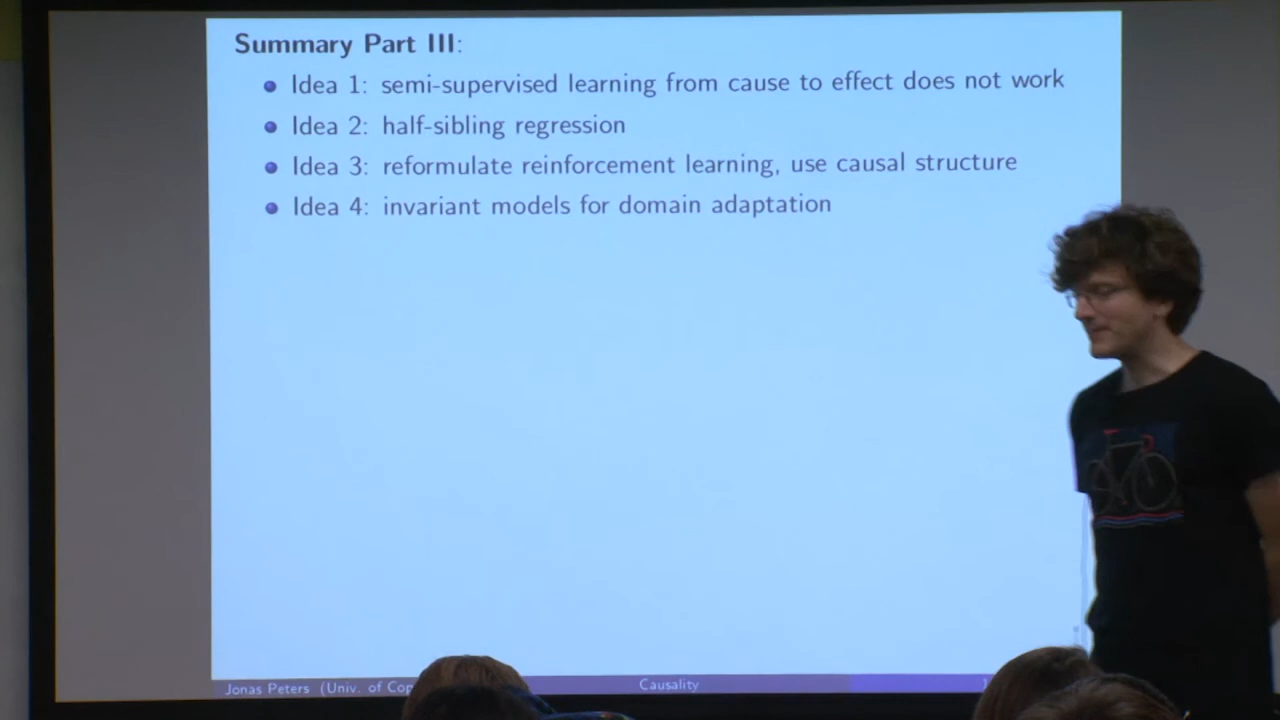 Summary Part III:
Idea 1: semi-supervised learning from cause to effect does not work
Idea 2: half-sibling regression
Idea 3: reformulate reinforcement learning, use causal structure
Idea 4: invariant models for domain adaptation
Jonas Peters (Univ. of
Causality